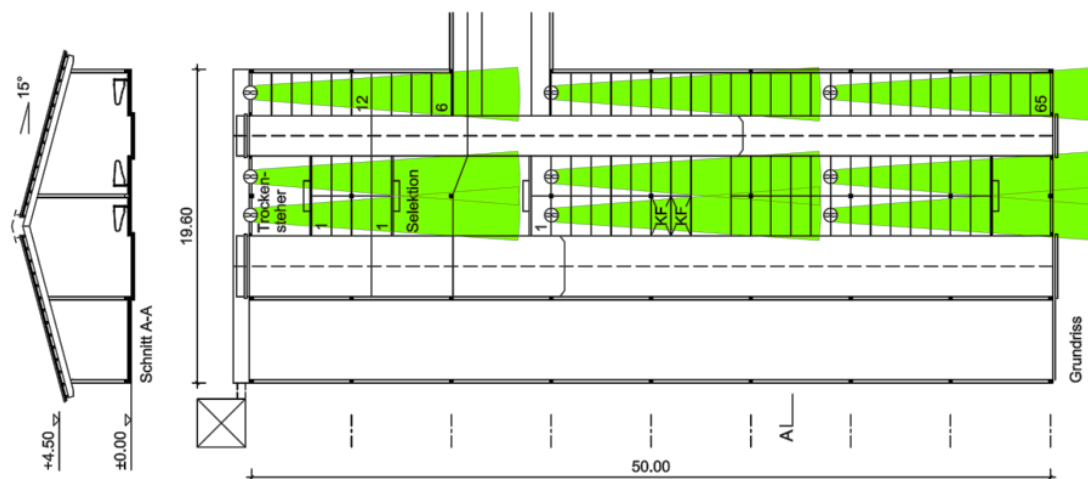 15°
Schnitt A-A
+4.50
±0.00
19.60
12
6
65
Trocken-
steher
1
1
Selektion
1
KF
KF
A
50.00
Grundriss